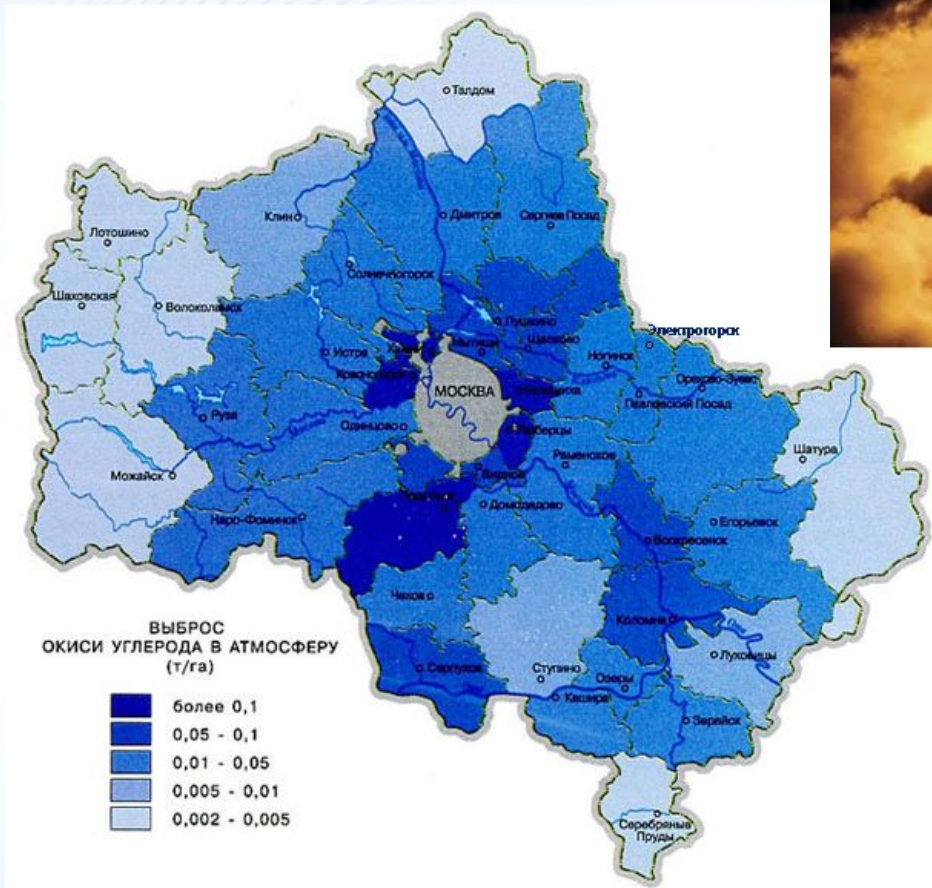 Талдом
Клин
Дмитров
Сергиев Посад
Лотошино
Солнечногорск
Шаховская
Волоколамск
Пушкино
Электрогорск
Истра
Мытищи
Щелково
Ногинск
Орехово-Зуево
Красногорск
МОСКВА
Павловский Посад
Руза
Одинцово
Люберцы
Раменское
Шатура
Можайск
Видное
Домодедово
Наро-Фоминск
Егорьевск
Воскресенск
Чехов
Коломна
Луховицы
Серпухов
Ступино
Озеры
Кашира
Зарайск
Серебряные
Пруды
ВЫБРОС
ОКИСИ УГЛЕРОДА В АТМОСФЕРУ
(т/га)
более 0,1
0,05 - 0,1
0,01 - 0,05
0,005 - 0,01
0,002 - 0,005